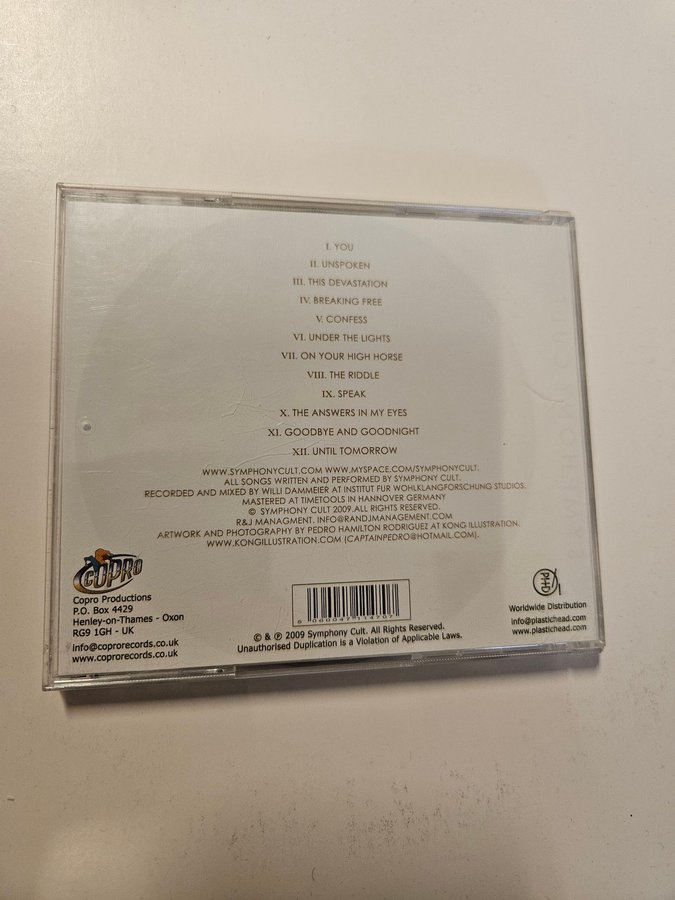 I. YOU
II. UNSPOKEN
III. THIS DEVASTATION
IV. BREAKING FREE
V. CONFESS
VI. UNDER THE LIGHTS
VII. ON YOUR HIGH HORSE
VIII. THE RIDDLE
IX. SPEAK
X. THE ANSWERS IN MY EYES
XI. GOODBYE AND GOODNIGHT
XII. UNTIL TOMORROW
WWW.SYMPHONYCULT.COM WWW.MYSPACE.COM/SYMPHONYCULT.
ALL SONGS WRITTEN AND PERFORMED BY SYMPHONY CULT.
RECORDED AND MIXED BY WILLI DAMMEIER AT INSTITUT FUR WOHLKLANGFORSCHUNG STUDIOS.
MASTERED AT TIMETOOLS IN HANNOVER GERMANY
© SYMPHONY CULT 2009.ALL RIGHTS RESERVED.
R&J MANAGMENT. INFO@RANDJMANAGEMENT.COM
ARTWORK AND PHOTOGRAPHY BY PEDRO HAMILTON RODRIGUEZ AT KONG ILLUSTRATION.
WWW.KONGILLUSTRATION.COM (CAPTAINPEDRO@HOTMAIL.COM).
COPRO
Copro Productions
P.O. Box 4429
Henley-on-Thames - Oxon
RG9 1GH - UK
info@coprorecords.co.uk
www.coprorecords.co.uk
8 060047 114707
© & ℗ 2009 Symphony Cult. All Rights Reserved.
Unauthorised Duplication is a Violation of Applicable Laws.
PHD
Worldwide Distribution
info@plastichead.com
www.plastichead.com